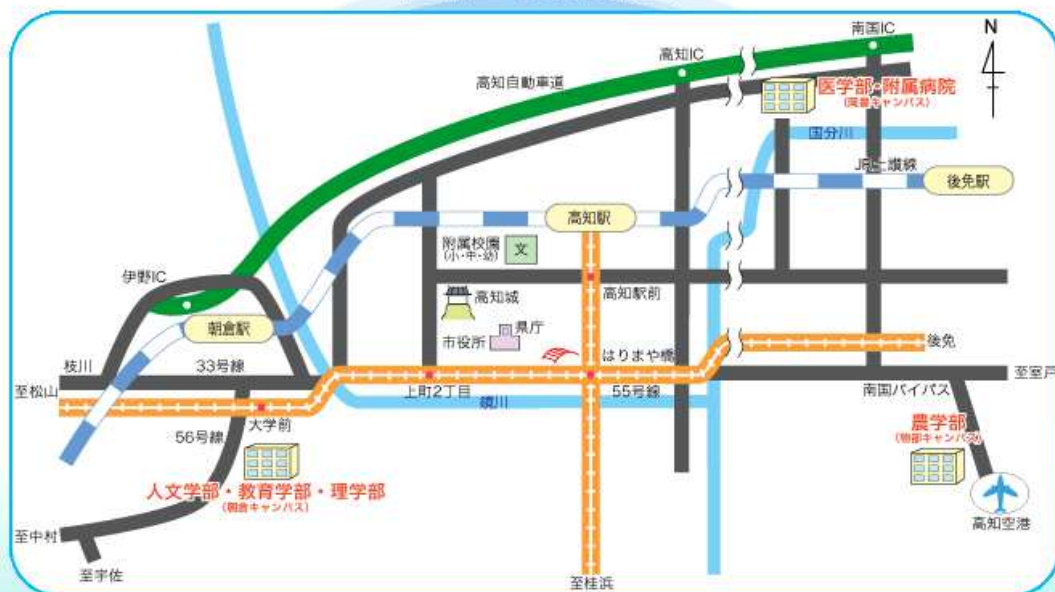 南国IC
N
高知IC
高知自動車道
医学部・附属病院
(岡豊キャンパス)
国分川
JR土讃線
後免駅
高知駅
附属校園
(小・中・幼)
文
伊野IC
高知駅前
高知城
朝倉駅
県庁
市役所
はりまや橋
後免
枝川
33号線
至室戸
至松山
上町2丁目
鏡川
55号線
南国バイパス
大学前
56号線
農学部
(物部キャンパス)
人文学部・教育学部・理学部
(朝倉キャンパス)
高知空港
至中村
至宇佐
至桂浜